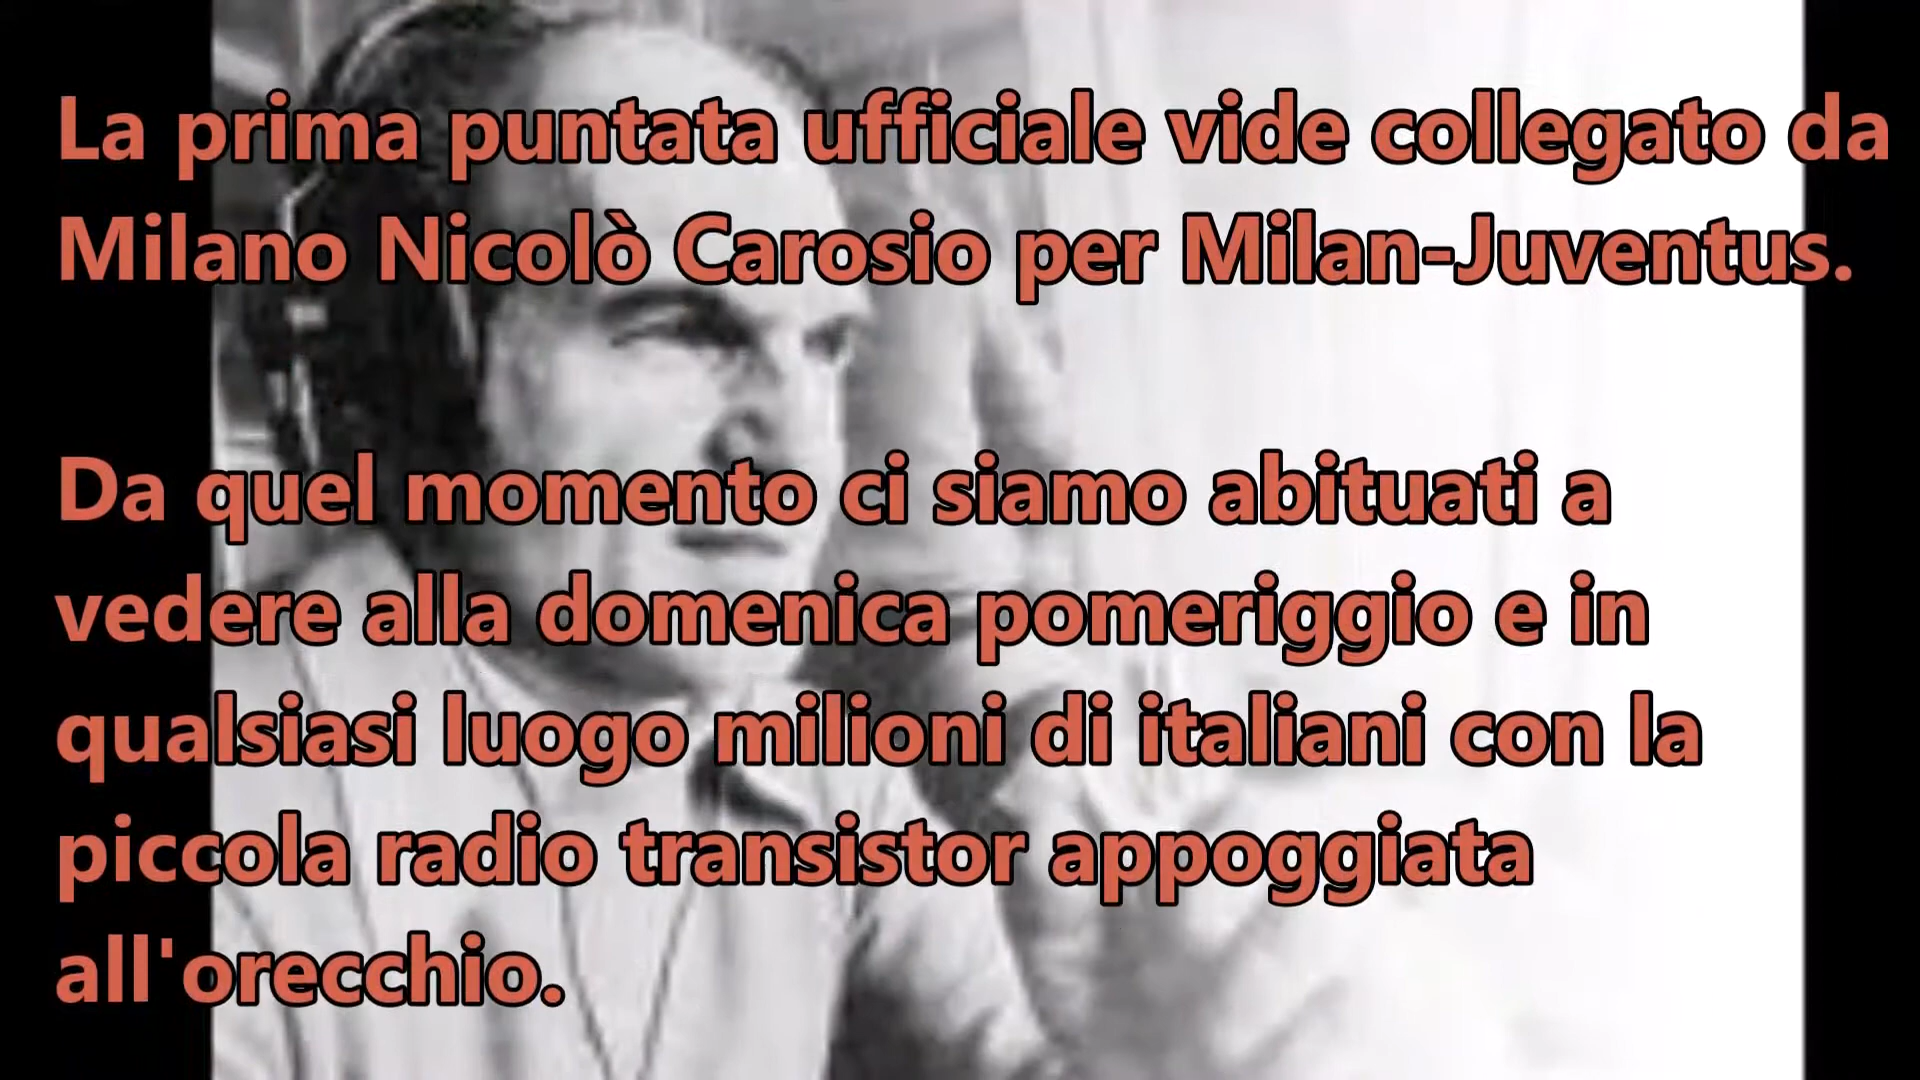 La prima puntata ufficiale vide collegato da
Milano Nicolò Carosio per Milan-Juventus.
Da quel momento ci siamo abituati a
vedere alla domenica pomeriggio e in
qualsiasi luogo milioni di italiani con la
piccola radio transistor appoggiata
all'orecchio.